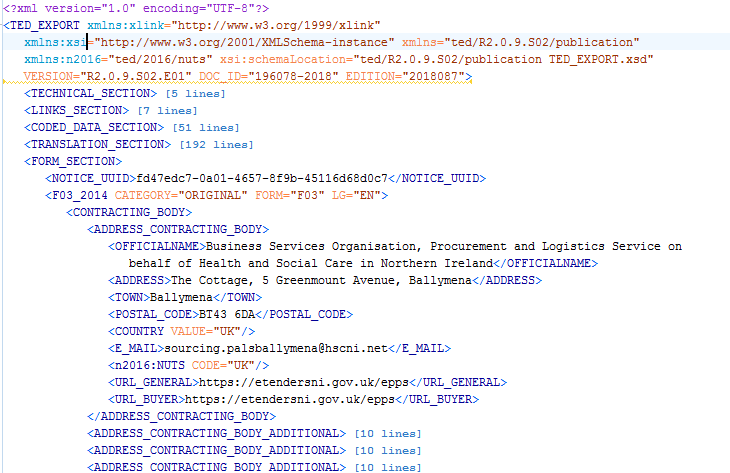 <?xml version="1.0" encoding="UTF-8"?>
<TED_EXPORT xmlns:xlink="http://www.w3.org/1999/xlink"
xmlns:xsi="http://www.w3.org/2001/XMLSchema-instance" xmlns="ted/R2.0.9.S02/publication"
xmlns:n2016="ted/2016/nuts" xsi:schemaLocation="ted/R2.0.9.S02/publication TED_EXPORT.xsd"
VERSION="R2.0.9.S02.E01" DOC_ID="196078-2018" EDITION="2018087">
<TECHNICAL_SECTION> [5 lines]
<LINKS_SECTION> [7 lines]
<CODED_DATA_SECTION> [51 lines]
<TRANSLATION_SECTION> [192 lines]
<FORM_SECTION>
<NOTICE_UUID>fd47edc7-0a01-4657-8f9b-45116d68d0c7</NOTICE_UUID>
<F03_2014 CATEGORY="ORIGINAL" FORM="F03" LG="EN">
<CONTRACTING_BODY>
<ADDRESS_CONTRACTING_BODY>
<OFFICIALNAME>Business Services Organisation, Procurement and Logistics Service on
behalf of Health and Social Care in Northern Ireland</OFFICIALNAME>
<ADDRESS>The Cottage, 5 Greenmount Avenue, Ballymena</ADDRESS>
<TOWN>Ballymena</TOWN>
<POSTAL_CODE>BT43 6DA</POSTAL_CODE>
<COUNTRY VALUE="UK"/>
<E_MAIL>sourcing.palsballymena@hscni.net</E_MAIL>
<n2016:NUTS CODE="UK"/>
<URL_GENERAL>https://etendersni.gov.uk/epps</URL_GENERAL>
<URL_BUYER>https://etendersni.gov.uk/epps</URL_BUYER>
</ADDRESS_CONTRACTING_BODY>
<ADDRESS_CONTRACTING_BODY_ADDITIONAL> [10 lines]
<ADDRESS_CONTRACTING_BODY_ADDITIONAL> [10 lines]
<ADDRESS_CONTRACTING_BODY_ADDITIONAL> [10 lines]